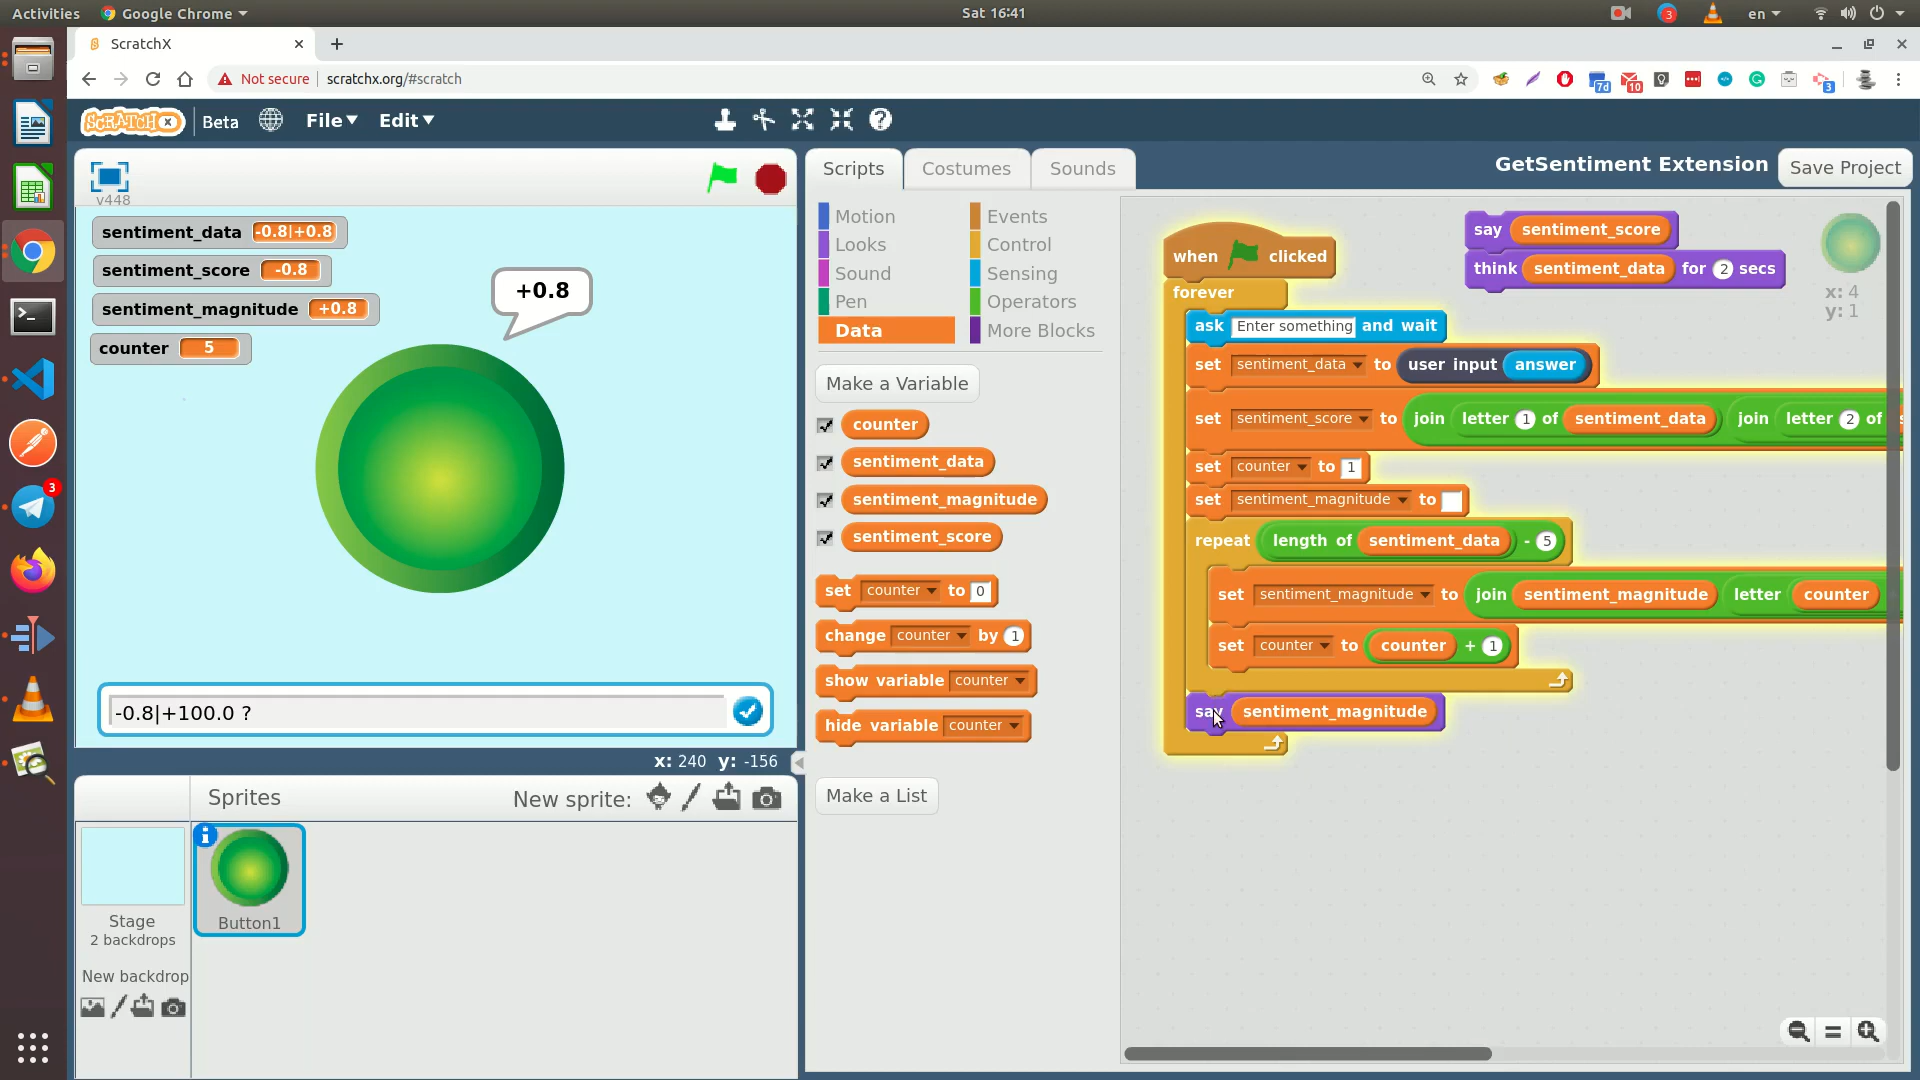 Activities Google Chrome Sat 16:41 3 en
ScratchX
Not secure scratchx.org/#scratch 7d 10 3
SCRATCH X Beta File Edit ?
v448
sentiment_data -0.8|+0.8
sentiment_score -0.8
sentiment_magnitude +0.8
counter 5
+0.8
-0.8|+100.0 ?
x: 240 y: -156
Sprites New sprite:
Stage
2 backdrops
New backdrop
Button1
Scripts Costumes Sounds
GetSentiment Extension Save Project
Motion Events
Looks Control
Sound Sensing
Pen Operators
Data More Blocks
Make a Variable
counter
sentiment_data
sentiment_magnitude
sentiment_score
set counter to 0
change counter by 1
show variable counter
hide variable counter
Make a List
when clicked
forever
ask Enter something and wait
set sentiment_data to user input answer
set sentiment_score to join letter 1 of sentiment_data join letter 2 of
set counter to 1
set sentiment_magnitude to
repeat length of sentiment_data - 5
set sentiment_magnitude to join sentiment_magnitude letter counter
set counter to counter + 1
say sentiment_magnitude
say sentiment_score
think sentiment_data for 2 secs
x: 4
y: 1
3